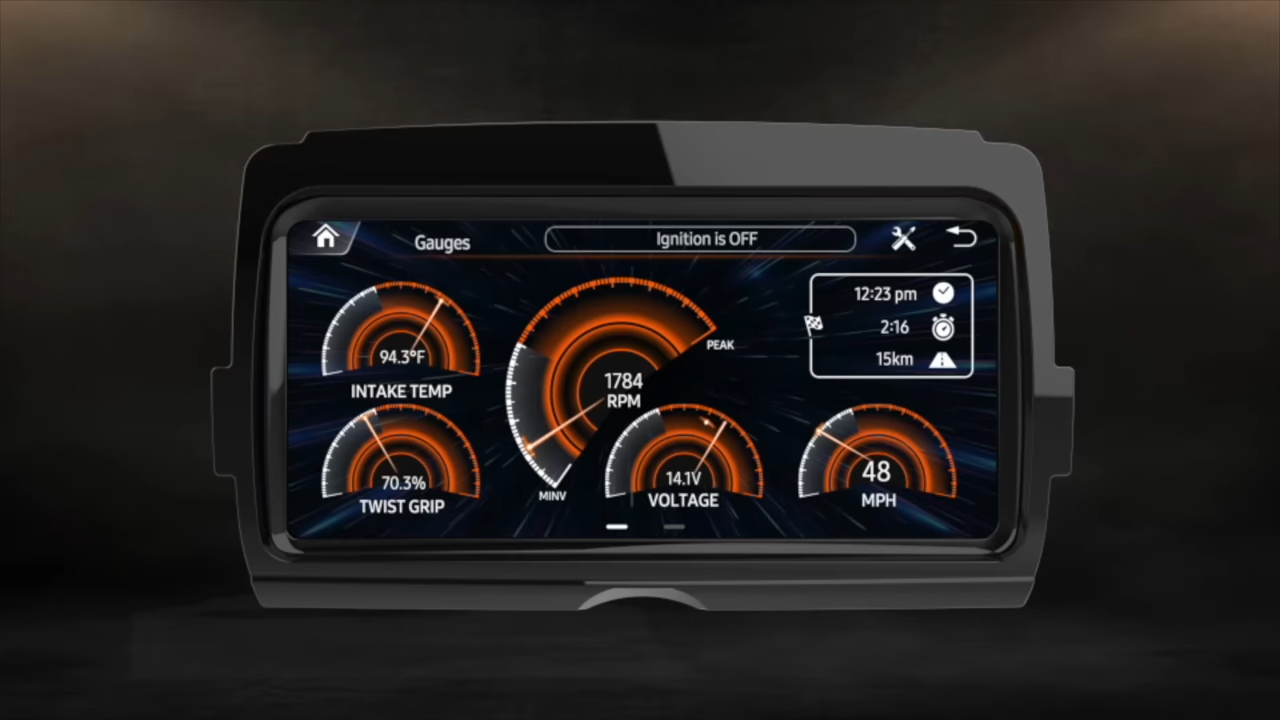 Gauges
Ignition is OFF
12:23 pm
2:16
15km
94.3°F
INTAKE TEMP
PEAK
1784
RPM
70.3%
TWIST GRIP
MINV
14.1V
VOLTAGE
48
MPH